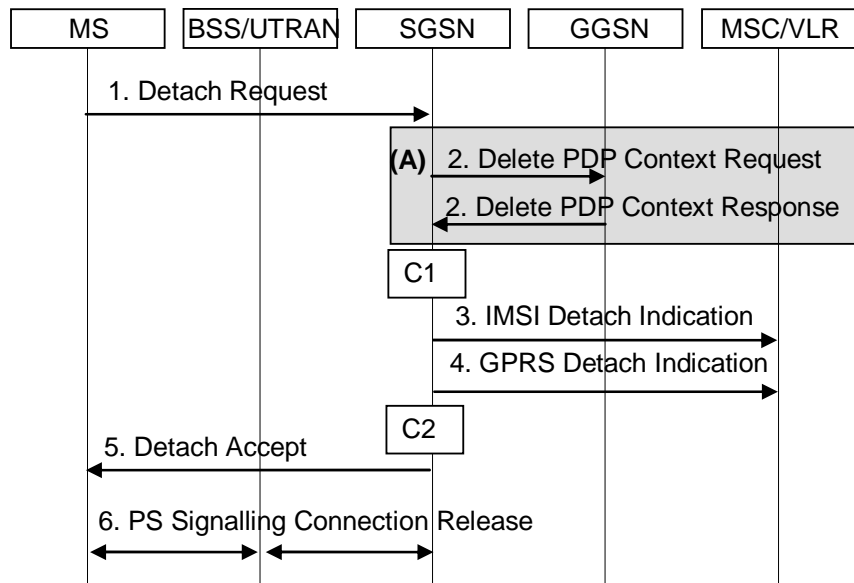 MS BSS/UTRAN SGSN GGSN MSC/VLR
1. Detach Request
(A) 2. Delete PDP Context Request
2. Delete PDP Context Response
C1
3. IMSI Detach Indication
4. GPRS Detach Indication
C2
5. Detach Accept
6. PS Signalling Connection Release